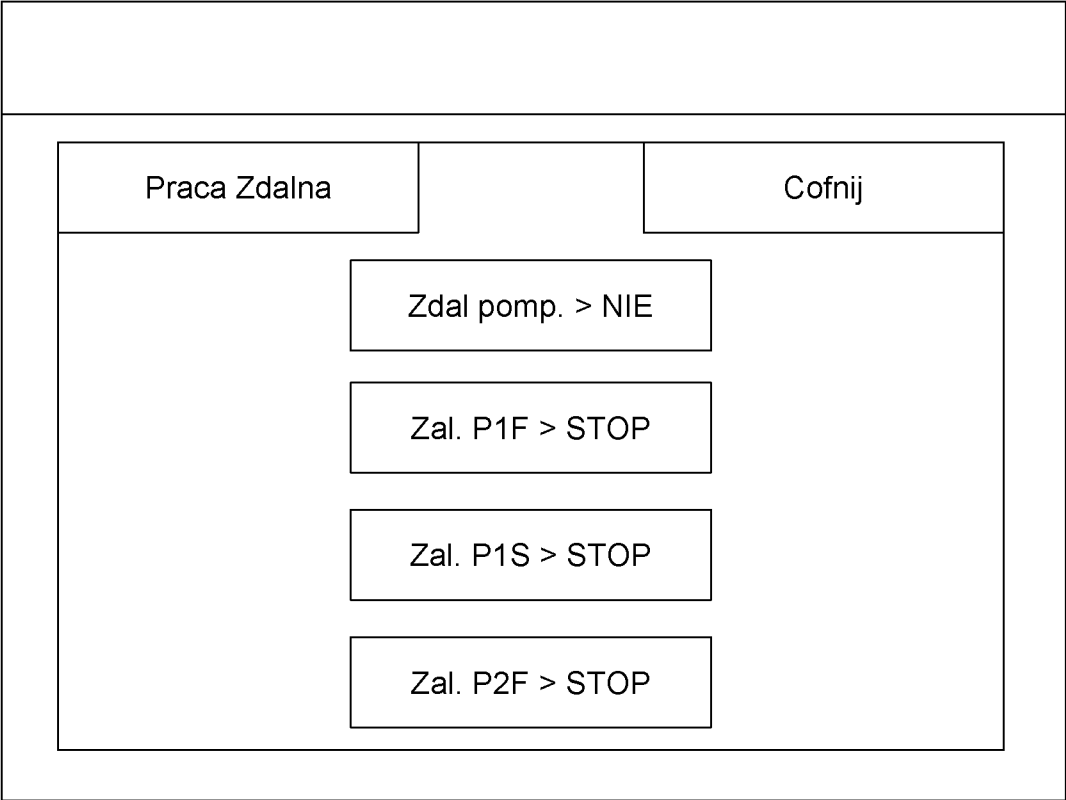 Praca Zdalna
Cofnij
Zdal pomp. > NIE
Zal. P1F > STOP
Zal. P1S > STOP
Zal. P2F > STOP